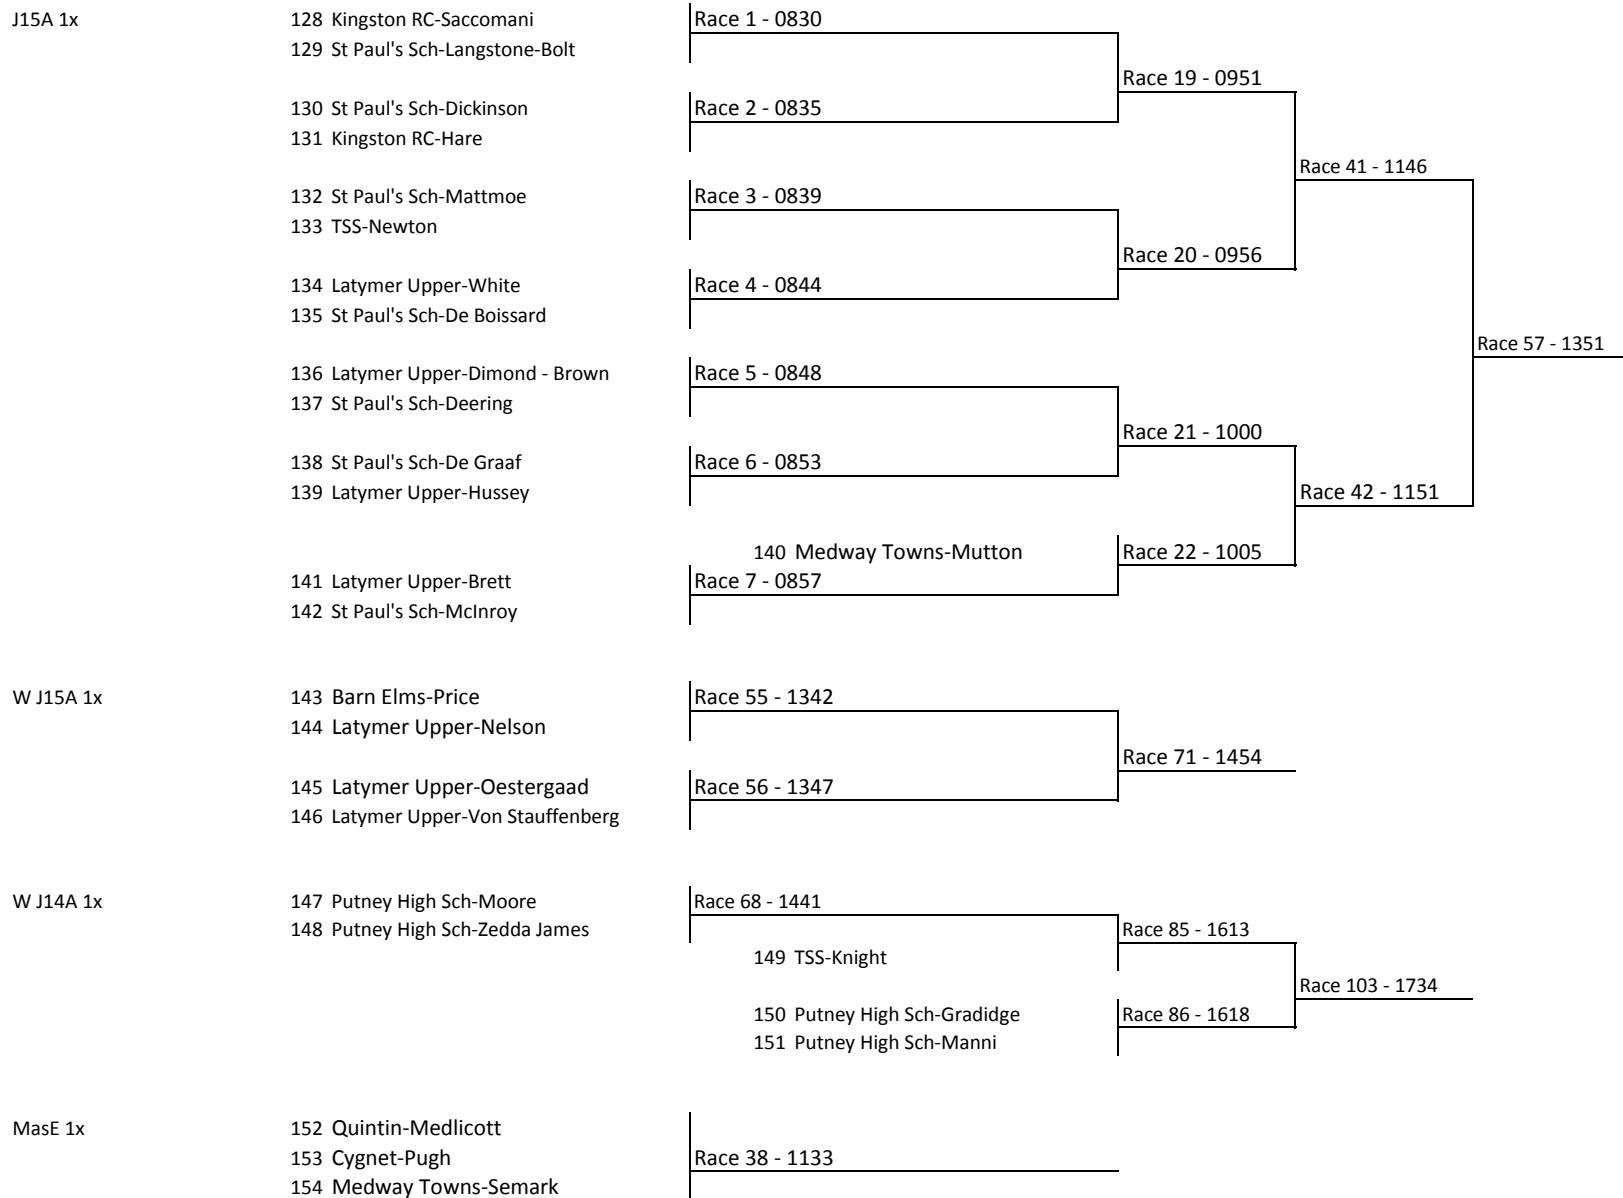 J15A 1x 128 Kingston RC-Saccomani Race 1 - 0830
129 St Paul's Sch-Langstone-Bolt
Race 19 - 0951
130 St Paul's Sch-Dickinson Race 2 - 0835
131 Kingston RC-Hare
Race 41 - 1146
132 St Paul's Sch-Mattmoe Race 3 - 0839
133 TSS-Newton
Race 20 - 0956
134 Latymer Upper-White Race 4 - 0844
135 St Paul's Sch-De Boissard
Race 57 - 1351
136 Latymer Upper-Dimond - Brown Race 5 - 0848
137 St Paul's Sch-Deering
Race 21 - 1000
138 St Paul's Sch-De Graaf Race 6 - 0853
139 Latymer Upper-Hussey Race 42 - 1151
140 Medway Towns-Mutton Race 22 - 1005
141 Latymer Upper-Brett Race 7 - 0857
142 St Paul's Sch-McInroy
W J15A 1x 143 Barn Elms-Price Race 55 - 1342
144 Latymer Upper-Nelson
Race 71 - 1454
145 Latymer Upper-Oestergaad Race 56 - 1347
146 Latymer Upper-Von Stauffenberg
W J14A 1x 147 Putney High Sch-Moore Race 68 - 1441
148 Putney High Sch-Zedda James Race 85 - 1613
149 TSS-Knight
Race 103 - 1734
150 Putney High Sch-Gradidge Race 86 - 1618
151 Putney High Sch-Manni
MasE 1x 152 Quintin-Medlicott
153 Cygnet-Pugh Race 38 - 1133
154 Medway Towns-Semark